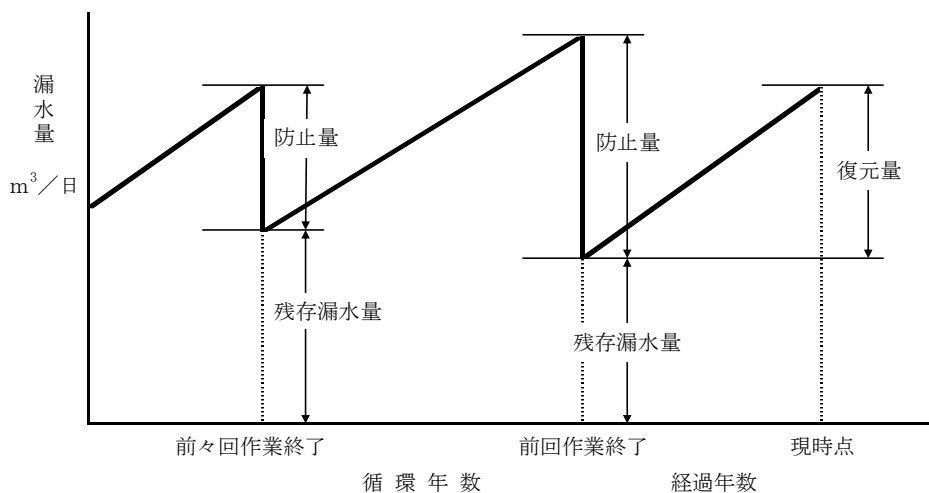 漏水量
m³／日
防止量
残存漏水量
防止量
残存漏水量
復元量
前々回作業終了
前回作業終了
現時点
循環年数
経過年数